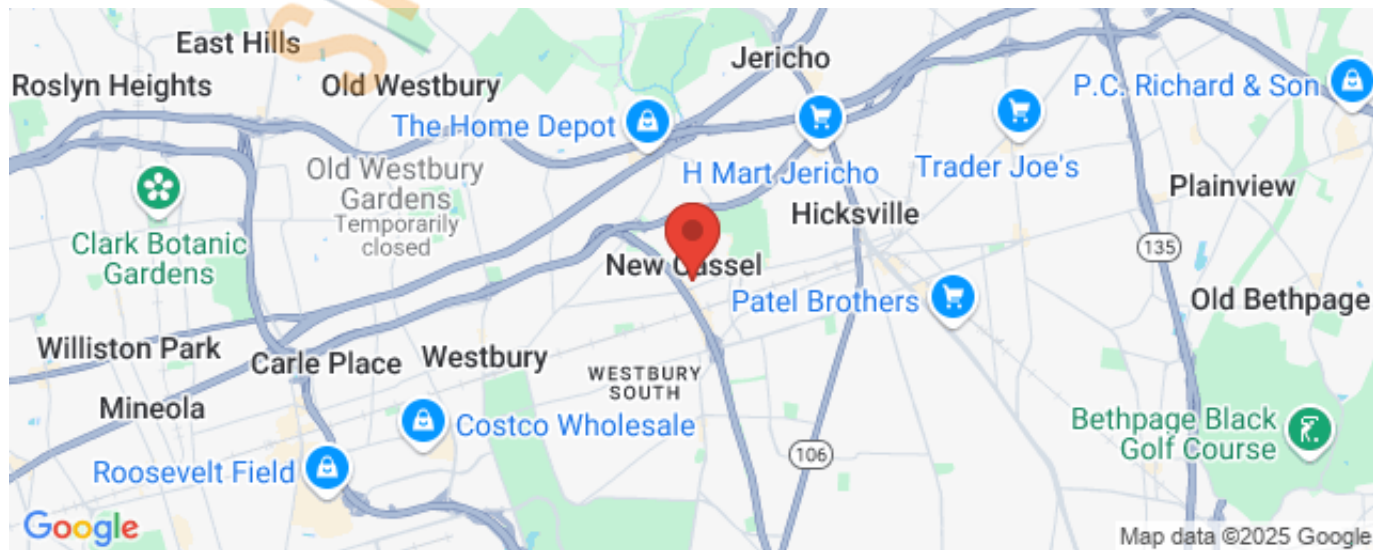 East Hills
Jericho
Roslyn Heights
Old Westbury
P.C. Richard & Son
The Home Depot
Old Westbury
Gardens
Temporarily
closed
H Mart Jericho
Trader Joe's
Plainview
Clark Botanic
Gardens
Hicksville
135
New Cassel
Patel Brothers
Old Bethpage
Williston Park
Carle Place
Westbury
WESTBURY
SOUTH
Mineola
Costco Wholesale
Bethpage Black
Golf Course
106
Roosevelt Field
Google
Map data ©2025 Google